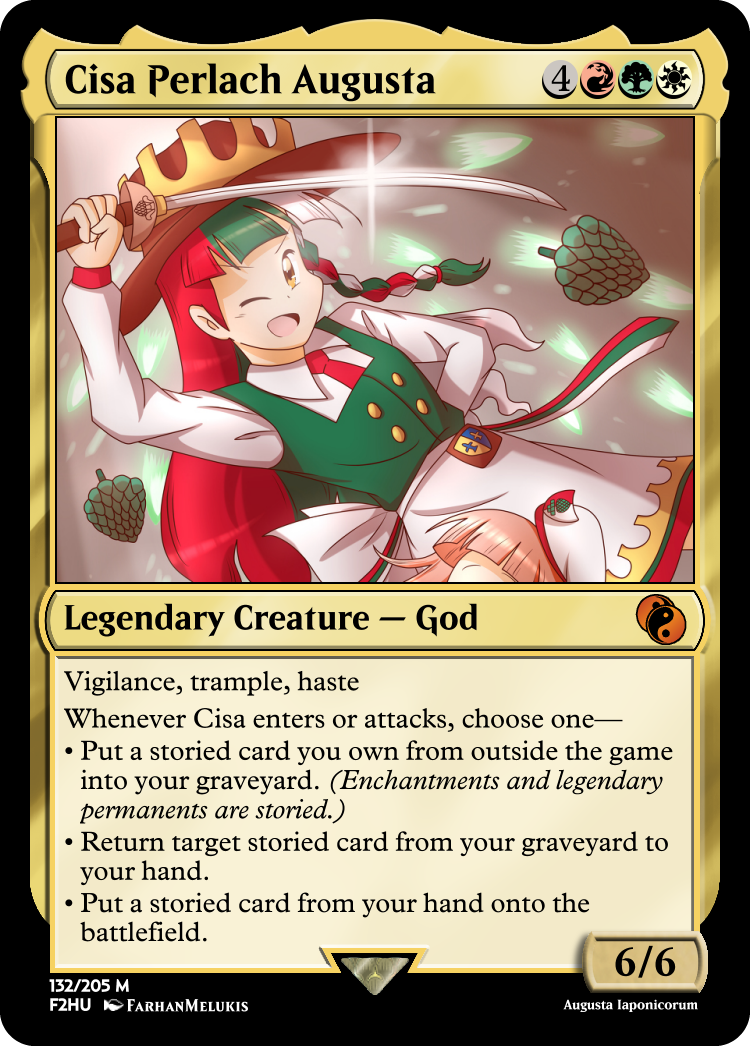 Cisa Perlach Augusta 4
Legendary Creature — God
Vigilance, trample, haste
Whenever Cisa enters or attacks, choose one—
• Put a storied card you own from outside the game
into your graveyard. (Enchantments and legendary
permanents are storied.)
• Return target storied card from your graveyard to
your hand.
• Put a storied card from your hand onto the
battlefield.
6/6
132/205 M
F2HU FarhanMelukis
Augusta Iaponicorum